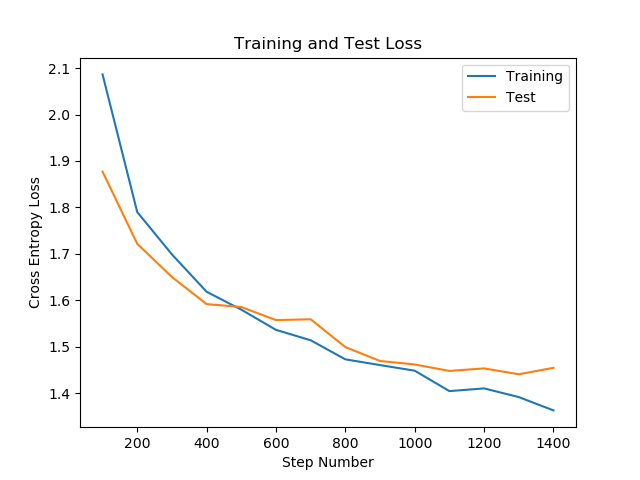 Training and Test Loss
Training
Test
Cross Entropy Loss
2.1
2.0
1.9
1.8
1.7
1.6
1.5
1.4
200 400 600 800 1000 1200 1400
Step Number